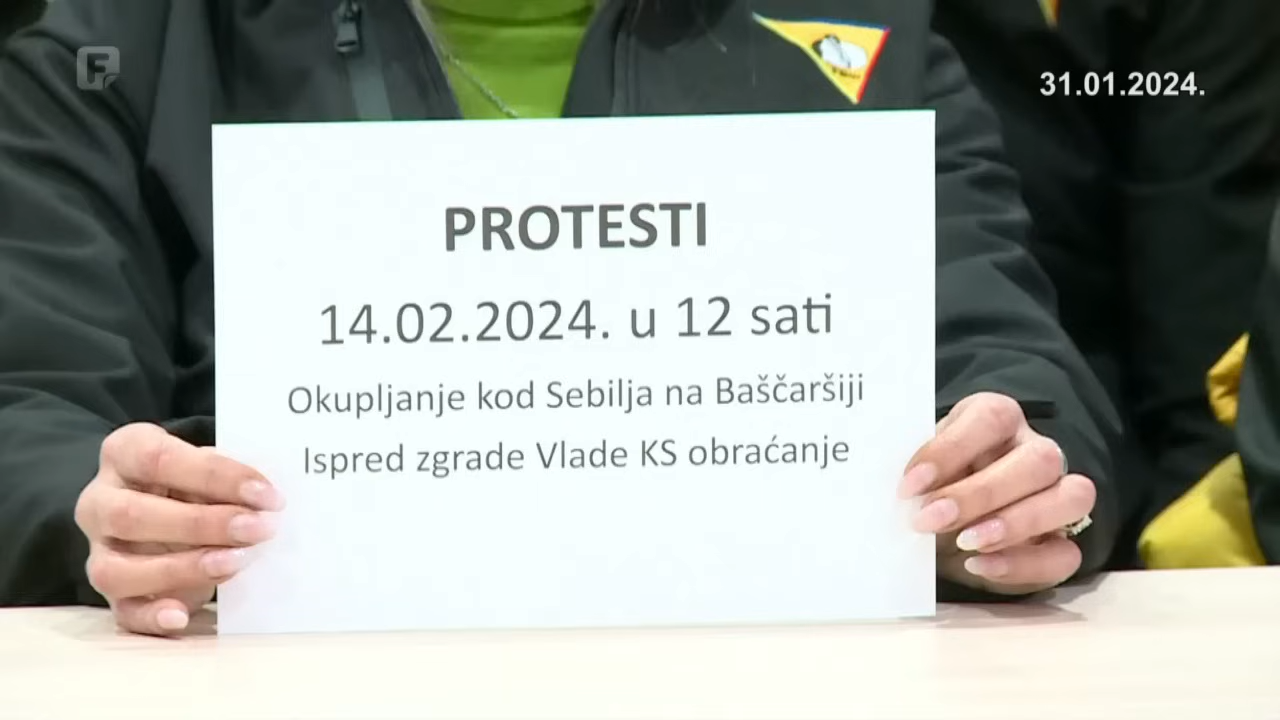 31.01.2024.
PROTESTI
14.02.2024. u 12 sati
Okupljanje kod Sebilja na Baščaršiji
Ispred zgrade Vlade KS obraćanje